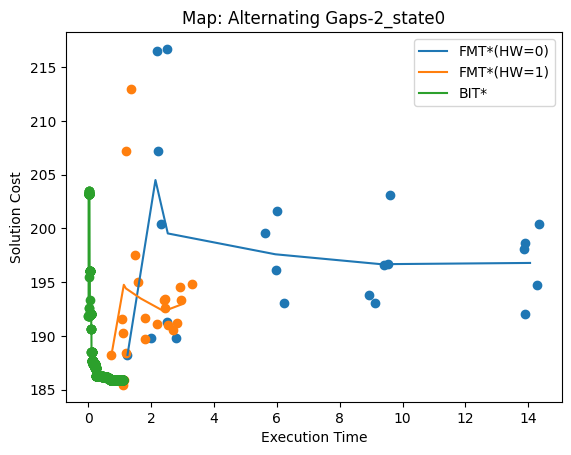 Map: Alternating Gaps-2_state0
FMT*(HW=0)
FMT*(HW=1)
BIT*
Solution Cost
215
210
205
200
195
190
185
0
2
4
6
8
10
12
14
Execution Time